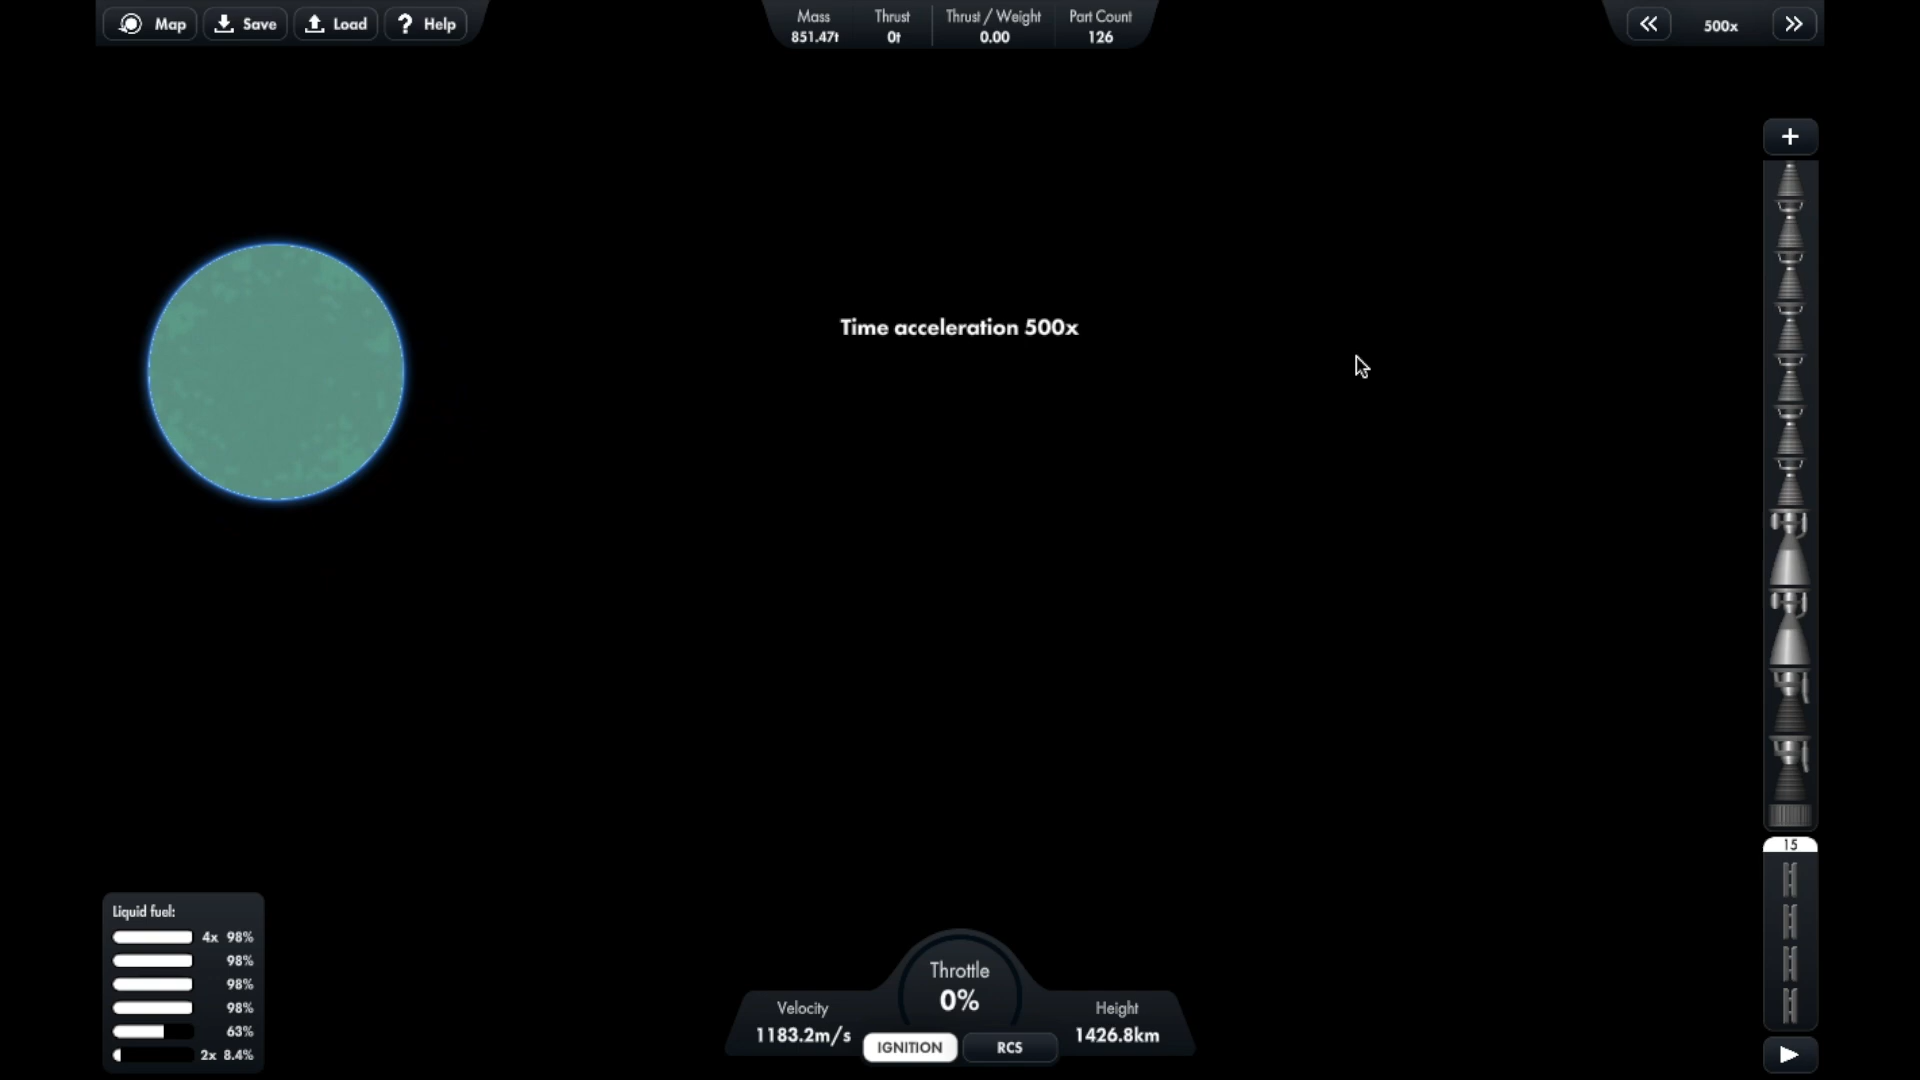 Map Save Load ? Help
Mass Thrust Thrust / Weight Part Count
851.47t 0t 0.00 126
500x
Time acceleration 500x
15
Liquid fuel:
4x 98%
98%
98%
98%
63%
2x 8.4%
Throttle
0%
Velocity
1183.2m/s
Height
1426.8km
IGNITION RCS